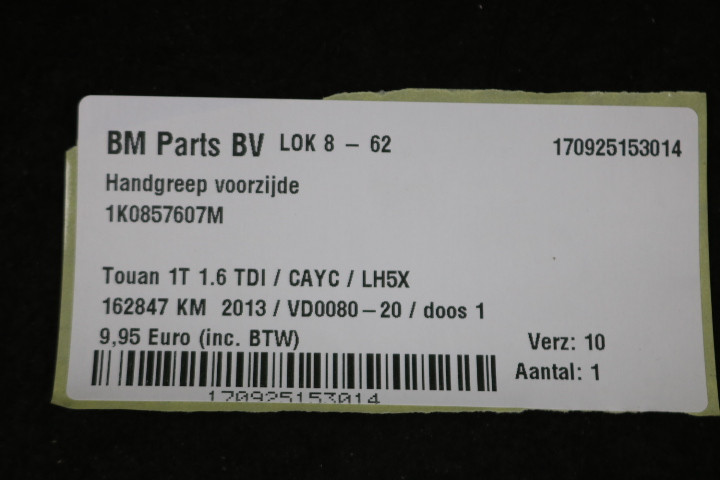 BM Parts BV LOK 8 - 62 170925153014
Handgreep voorzijde
1K0857607M
Touan 1T 1.6 TDI / CAYC / LH5X
162847 KM 2013 / VD0080-20 / doos 1
9,95 Euro (inc. BTW) Verz: 10
Aantal: 1
170925153014